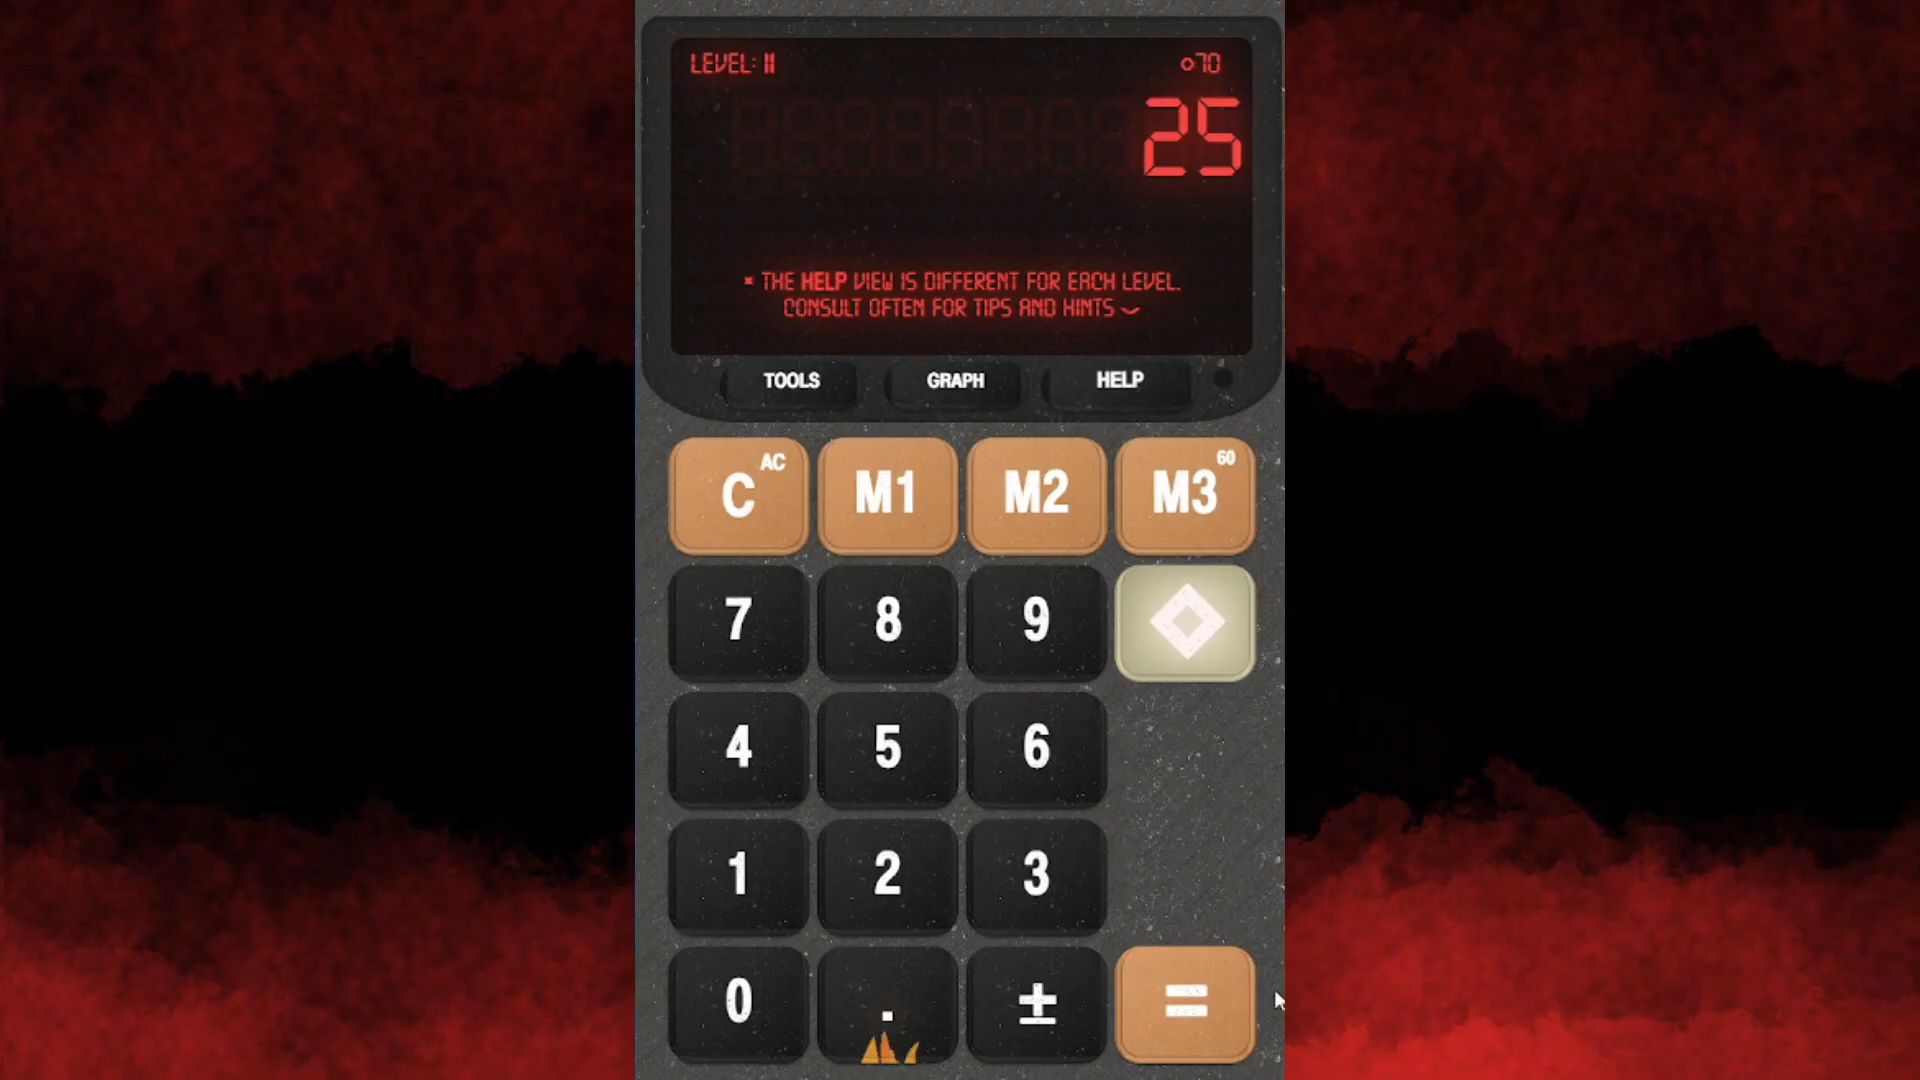 LEVEL: II
070
25
* THE HELP VIEW IS DIFFERENT FOR EACH LEVEL.
CONSULT OFTEN FOR TIPS AND HINTS
TOOLS GRAPH HELP
C AC M1 M2 M3 60
7 8 9
4 5 6
1 2 3
0 . ± =